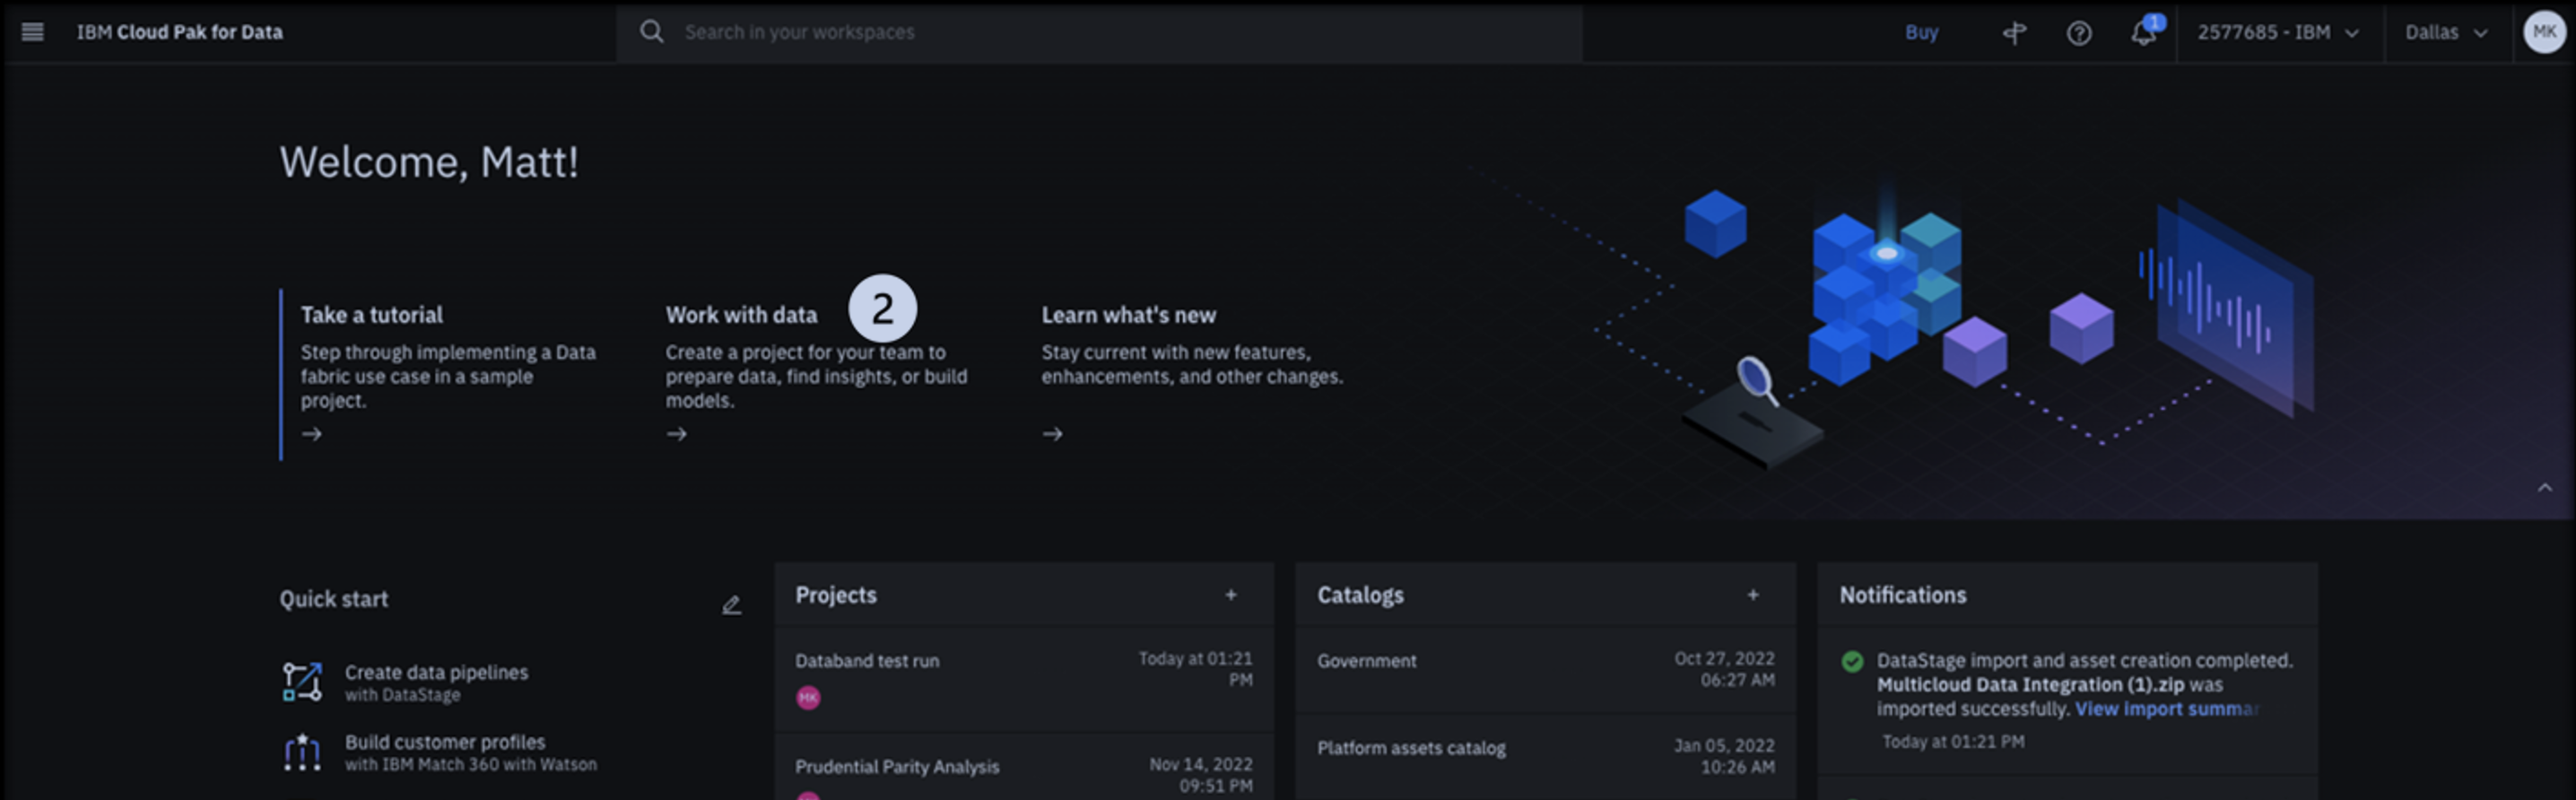 IBM Cloud Pak for Data
Search in your workspaces
Buy
1
2577685 - IBM
Dallas
MK
Welcome, Matt!
Take a tutorial
Step through implementing a Data
fabric use case in a sample
project.
Work with data
2
Create a project for your team to
prepare data, find insights, or build
models.
Learn what's new
Stay current with new features,
enhancements, and other changes.
Quick start
Create data pipelines
with DataStage
Build customer profiles
with IBM Match 360 with Watson
Projects
Databand test run
Today at 01:21
PM
MK
Prudential Parity Analysis
Nov 14, 2022
09:51 PM
Catalogs
Government
Oct 27, 2022
06:27 AM
Platform assets catalog
Jan 05, 2022
10:26 AM
Notifications
DataStage import and asset creation completed.
Multicloud Data Integration (1).zip was
imported successfully. View import summar
Today at 01:21 PM